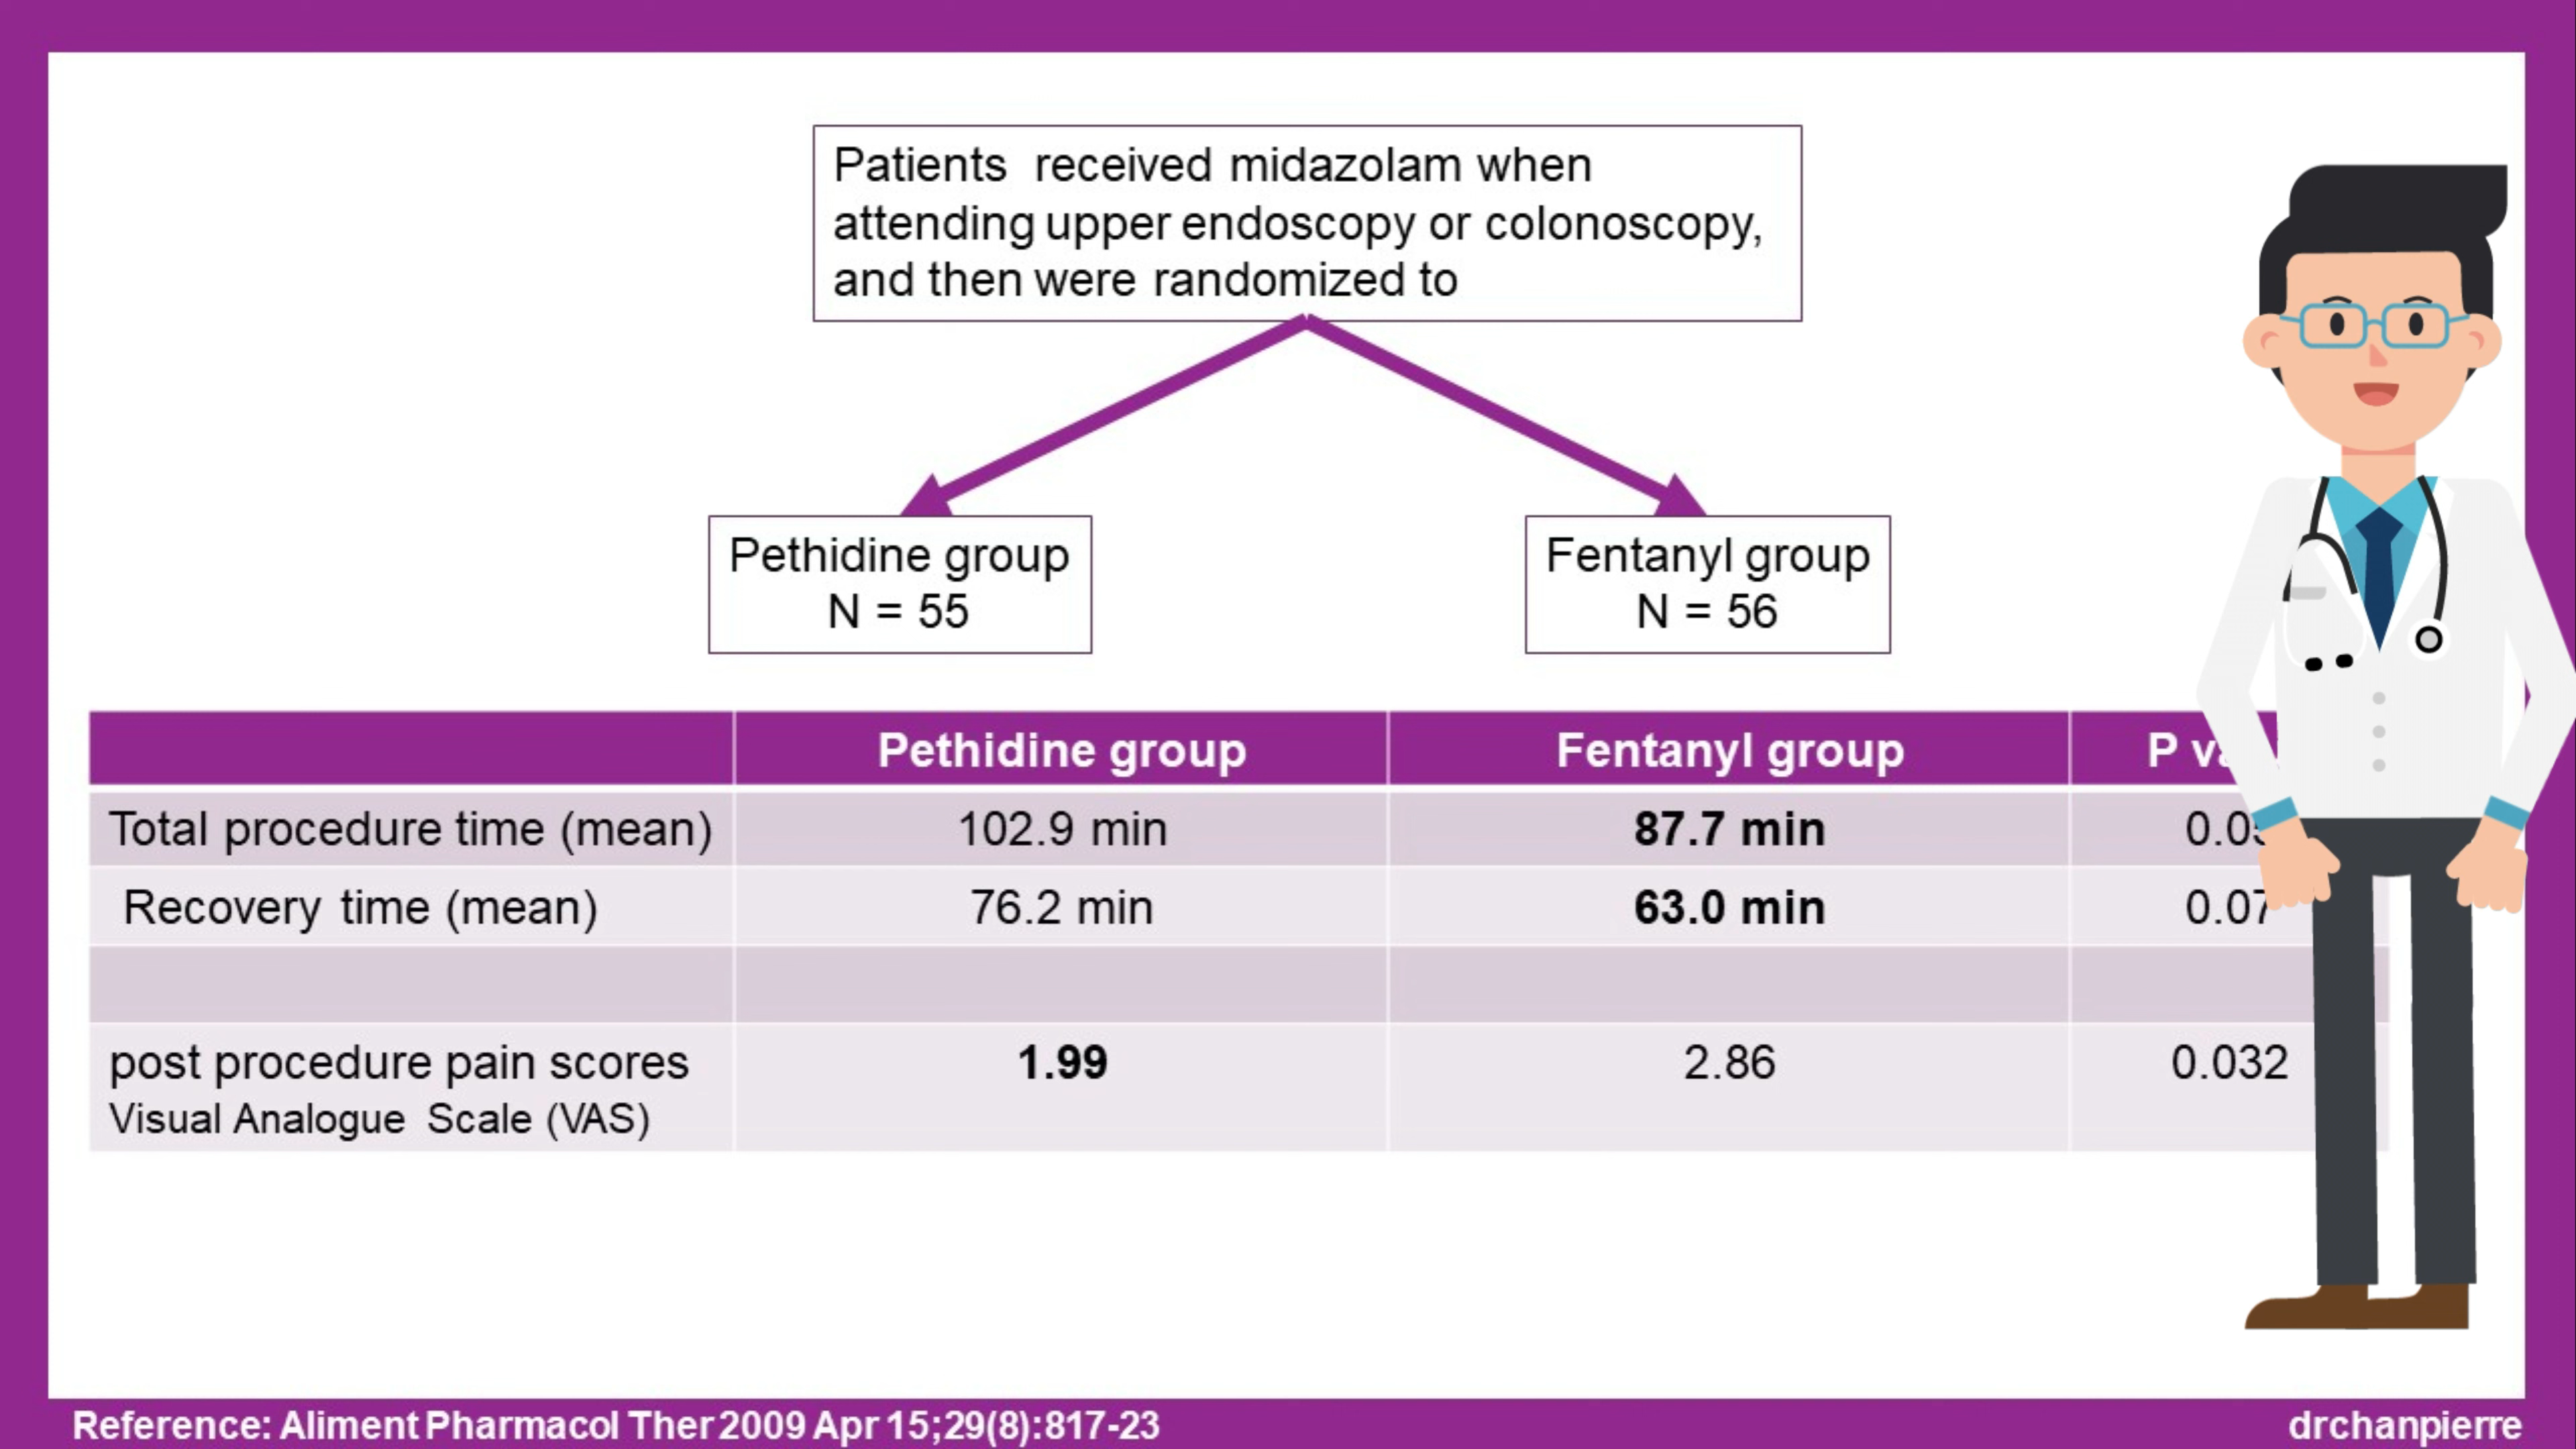 Patients received midazolam when
attending upper endoscopy or colonoscopy,
and then were randomized to
Pethidine group
N = 55
Fentanyl group
N = 56
Pethidine group Fentanyl group P
Total procedure time (mean) 102.9 min 87.7 min
Recovery time (mean) 76.2 min 63.0 min
post procedure pain scores 1.99 2.86 0.032
Visual Analogue Scale (VAS)
Reference: Aliment Pharmacol Ther 2009 Apr 15;29(8):817-23
drchanpierre